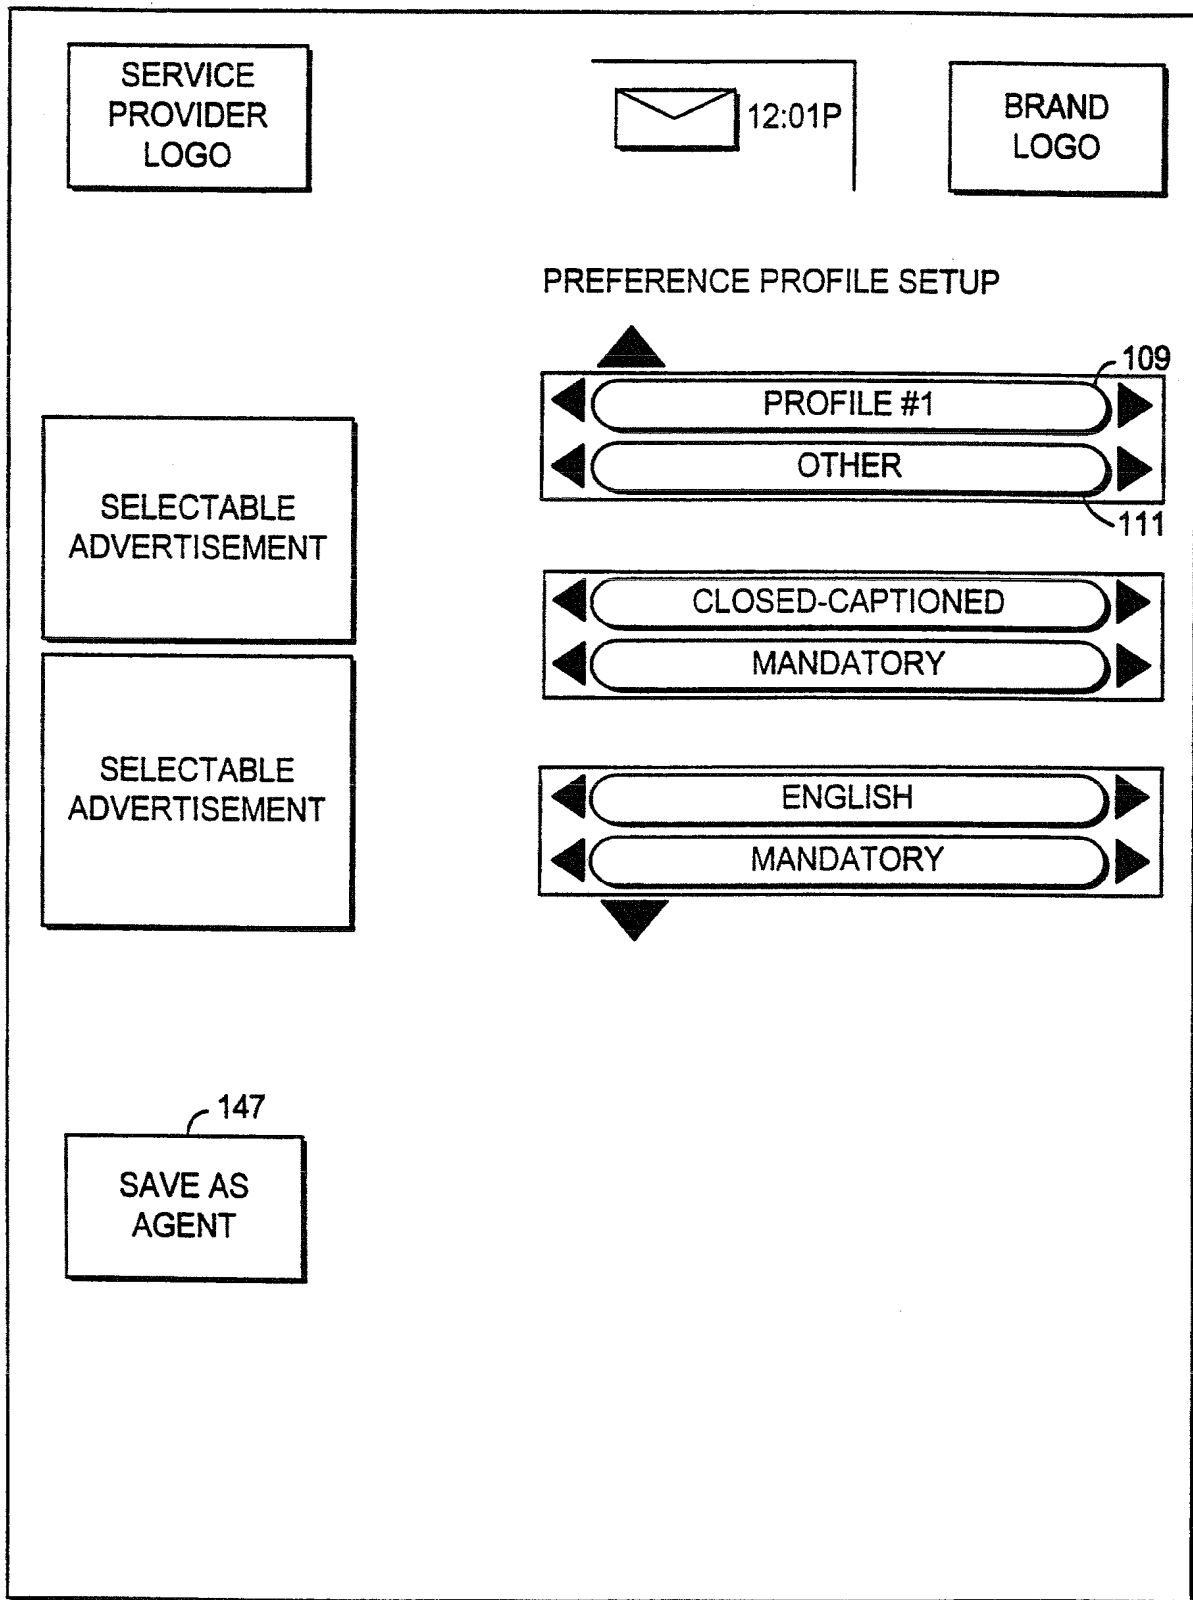 SERVICE
PROVIDER
LOGO
12:01P
BRAND
LOGO
PREFERENCE PROFILE SETUP
109
PROFILE #1
OTHER
111
SELECTABLE
ADVERTISEMENT
CLOSED-CAPTIONED
MANDATORY
SELECTABLE
ADVERTISEMENT
ENGLISH
MANDATORY
147
SAVE AS
AGENT